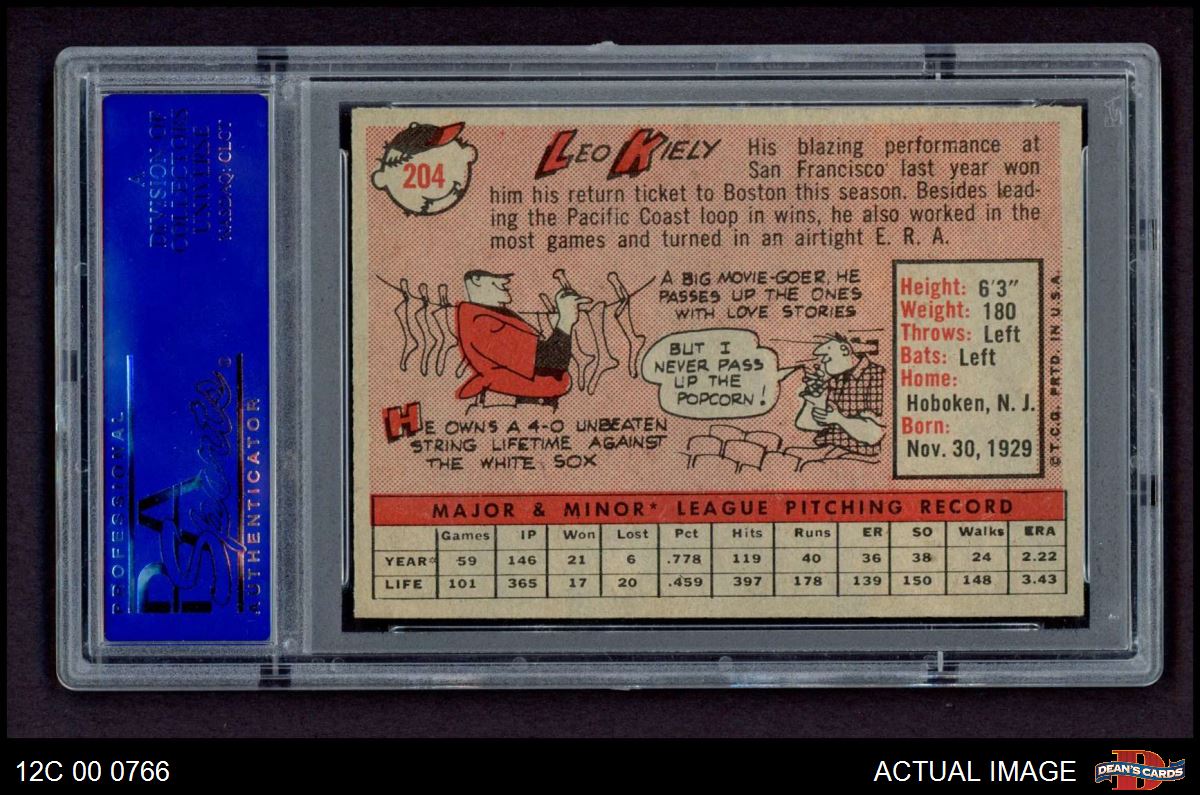 A
DIVISION OF
COLLECTORS
UNIVERSE
NASDAQ: CLCT
PROFESSIONAL
PSA
Sports
®
AUTHENTICATOR
204
LEO KIELY
His blazing performance at
San Francisco last year won
him his return ticket to Boston this season. Besides lead-
ing the Pacific Coast loop in wins, he also worked in the
most games and turned in an airtight E. R. A.
A BIG MOVIE-GOER, HE
PASSES UP THE ONES
WITH LOVE STORIES
BUT I
NEVER PASS
UP THE
POPCORN!
HE OWNS A 4-0 UNBEATEN
STRING LIFETIME AGAINST
THE WHITE SOX
Height: 6'3"
Weight: 180
Throws: Left
Bats: Left
Home:
Hoboken, N. J.
Born:
Nov. 30, 1929
© T.C.G. PRTD. IN U.S.A.
MAJOR & MINOR* LEAGUE PITCHING RECORD
Games IP Won Lost Pct Hits Runs ER SO Walks ERA
YEAR* 59 146 21 6 .778 119 40 36 38 24 2.22
LIFE 101 365 17 20 .459 397 178 139 150 148 3.43
12C 00 0766
ACTUAL IMAGE
DEAN'S CARDS